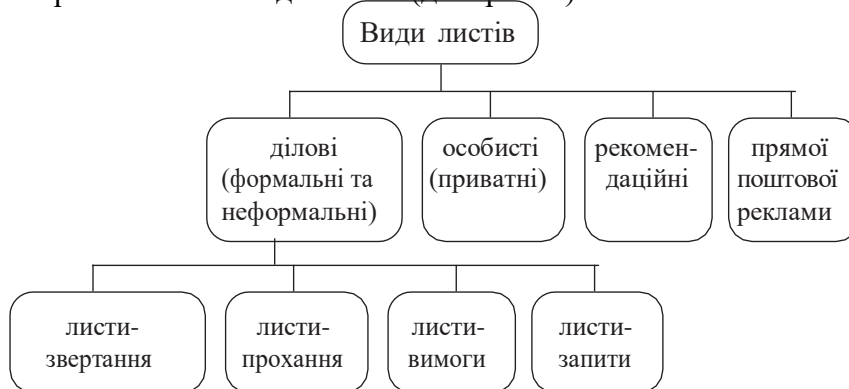 Види листів
ділові
(формальні та
неформальні)
особисті
(приватні)
рекомен-
даційні
прямої
поштової
реклами
листи-
звертання
листи-
прохання
листи-
вимоги
листи-
запити